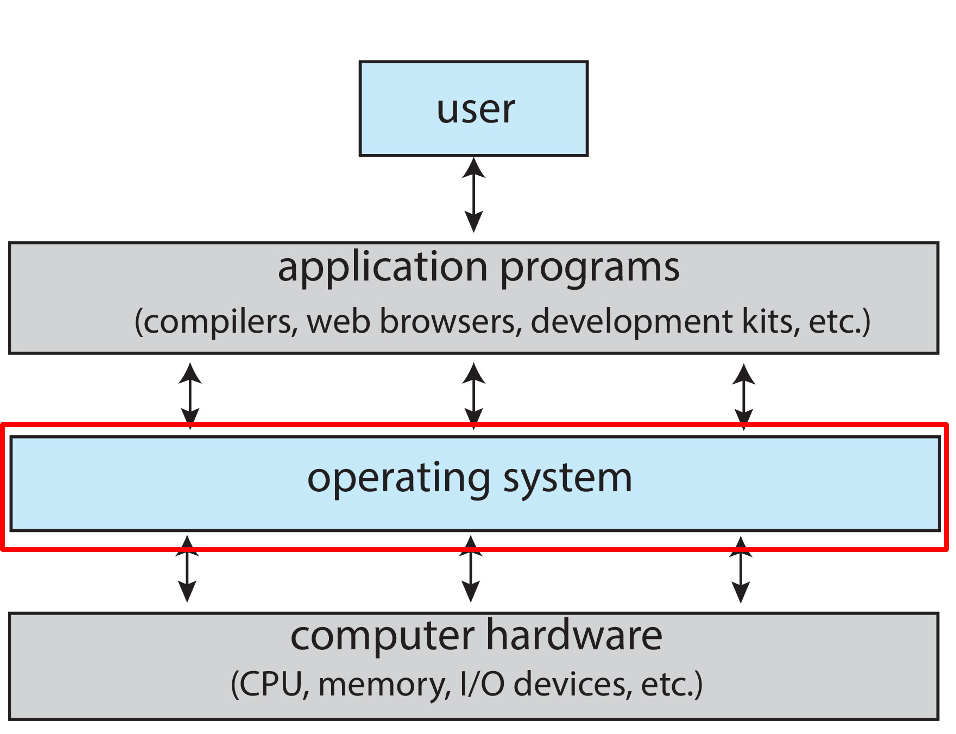 user
application programs
(compilers, web browsers, development kits, etc.)
operating system
computer hardware
(CPU, memory, I/O devices, etc.)